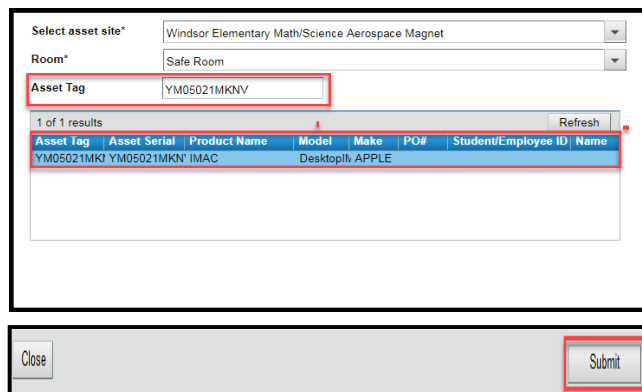 Select asset site* Windsor Elementary Math/Science Aerospace Magnet
Room* Safe Room
Asset Tag YM05021MKNV
1 of 1 results Refresh
Asset Tag Asset Serial Product Name Model Make PO# Student/Employee ID Name
YM05021MKI YM05021MKN' IMAC DesktopIM APPLE
Close Submit